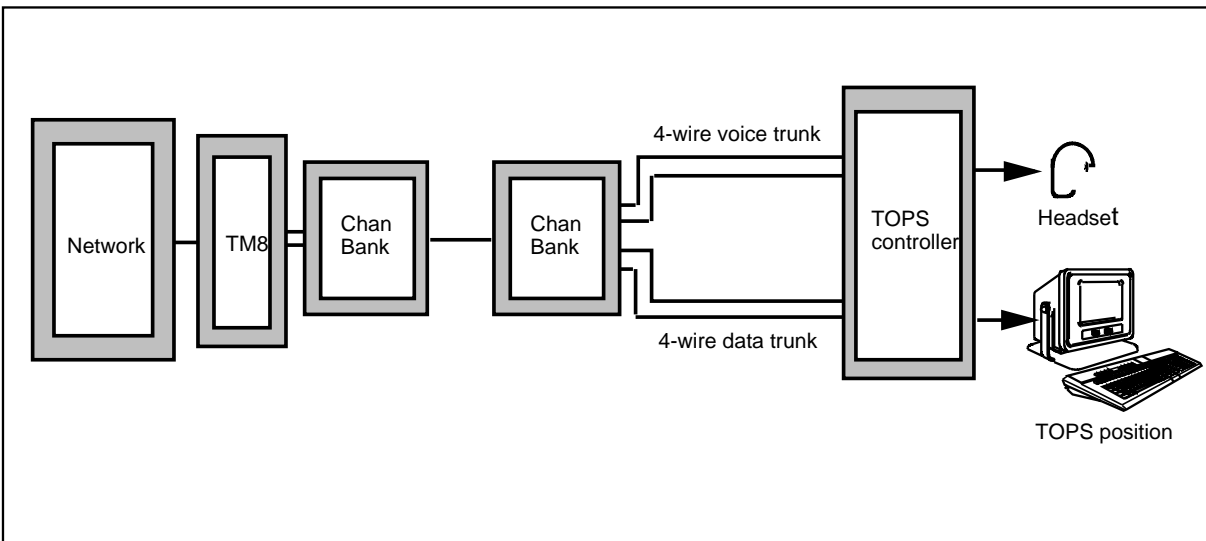 4-wire voice trunk
Network
TM8
Chan
Bank
Chan
Bank
TOPS
controller
Headset
4-wire data trunk
TOPS position